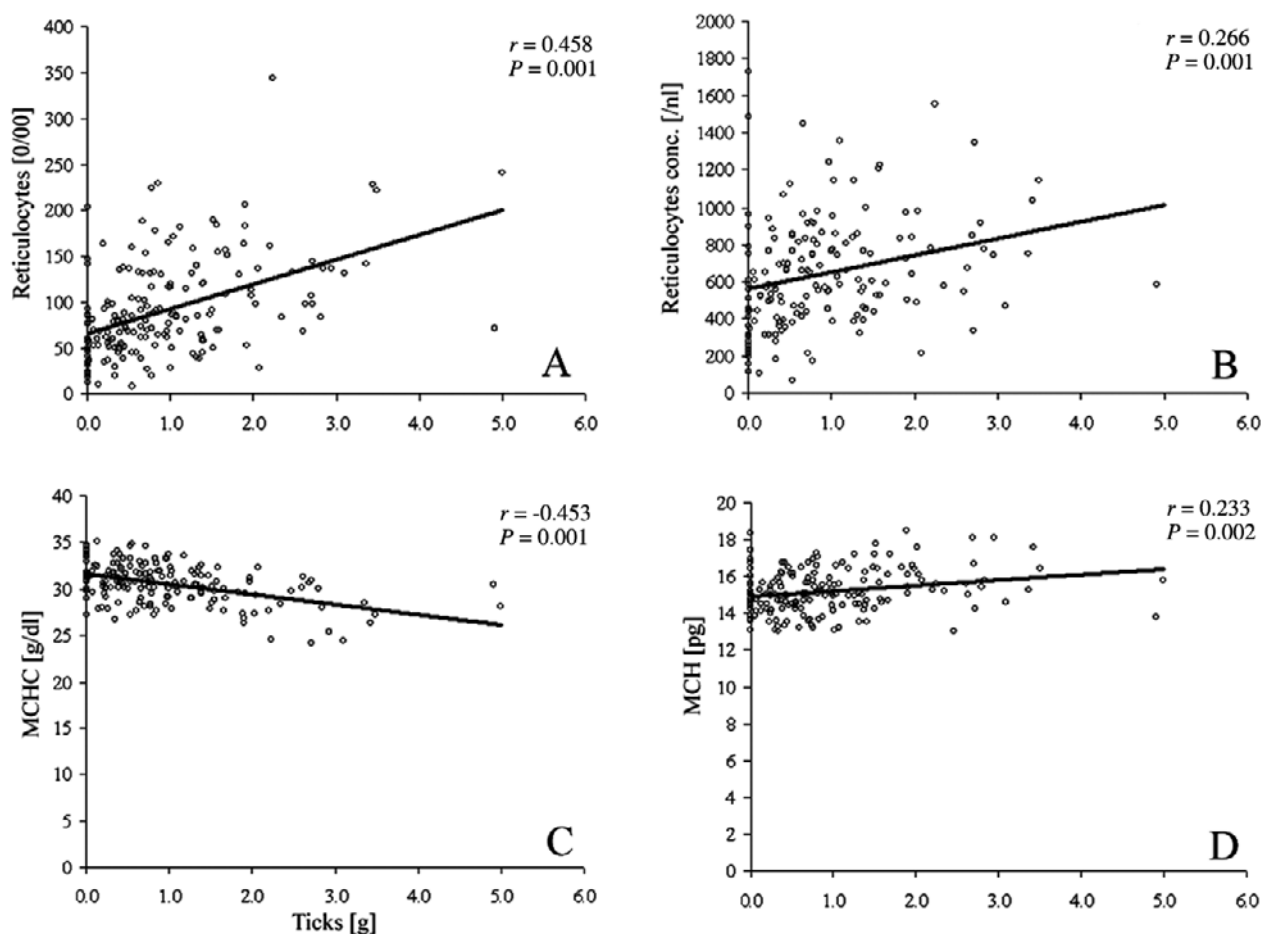 400
350
300
250
200
150
100
50
0
Reticulocytes [0/00]
r = 0.458
P = 0.001
A
0.0 1.0 2.0 3.0 4.0 5.0 6.0
2000
1800
1600
1400
1200
1000
800
600
400
200
0
Reticulocytes conc. [/nl]
r = 0.266
P = 0.001
B
0.0 1.0 2.0 3.0 4.0 5.0 6.0
40
35
30
25
20
15
10
5
0
MCHC [g/dl]
r = -0.453
P = 0.001
C
0.0 1.0 2.0 3.0 4.0 5.0 6.0
Ticks [g]
20
18
16
14
12
10
8
6
4
2
0
MCH [pg]
r = 0.233
P = 0.002
D
0.0 1.0 2.0 3.0 4.0 5.0 6.0